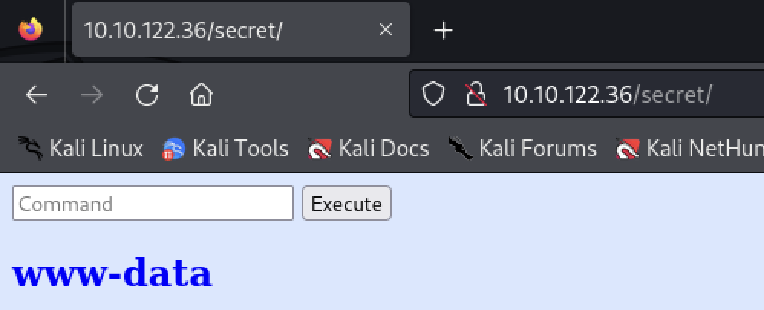 10.10.122.36/secret/
10.10.122.36/secret/
Kali Linux Kali Tools Kali Docs Kali Forums Kali NetHun
Command Execute
www-data